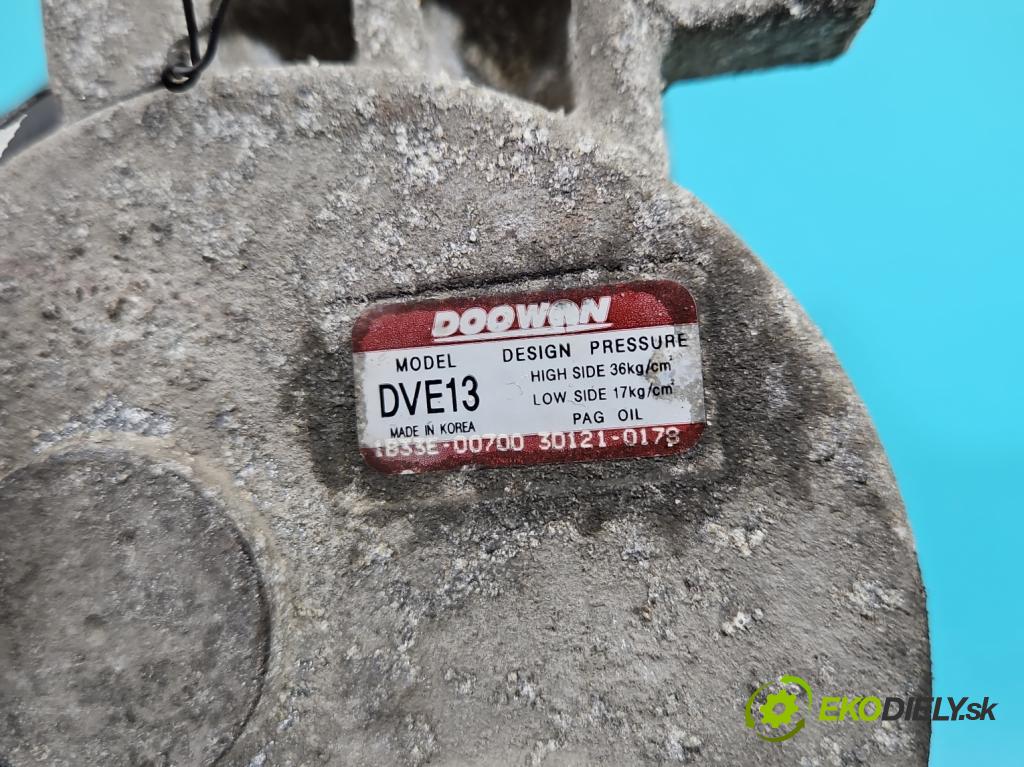 DOOWON
MODEL DESIGN PRESSURE
DVE13 HIGH SIDE 36kg/cm²
LOW SIDE 17kg/cm²
MADE IN KOREA PAG OIL
1B33E-00700 30121-0178
EKODIELY.sk